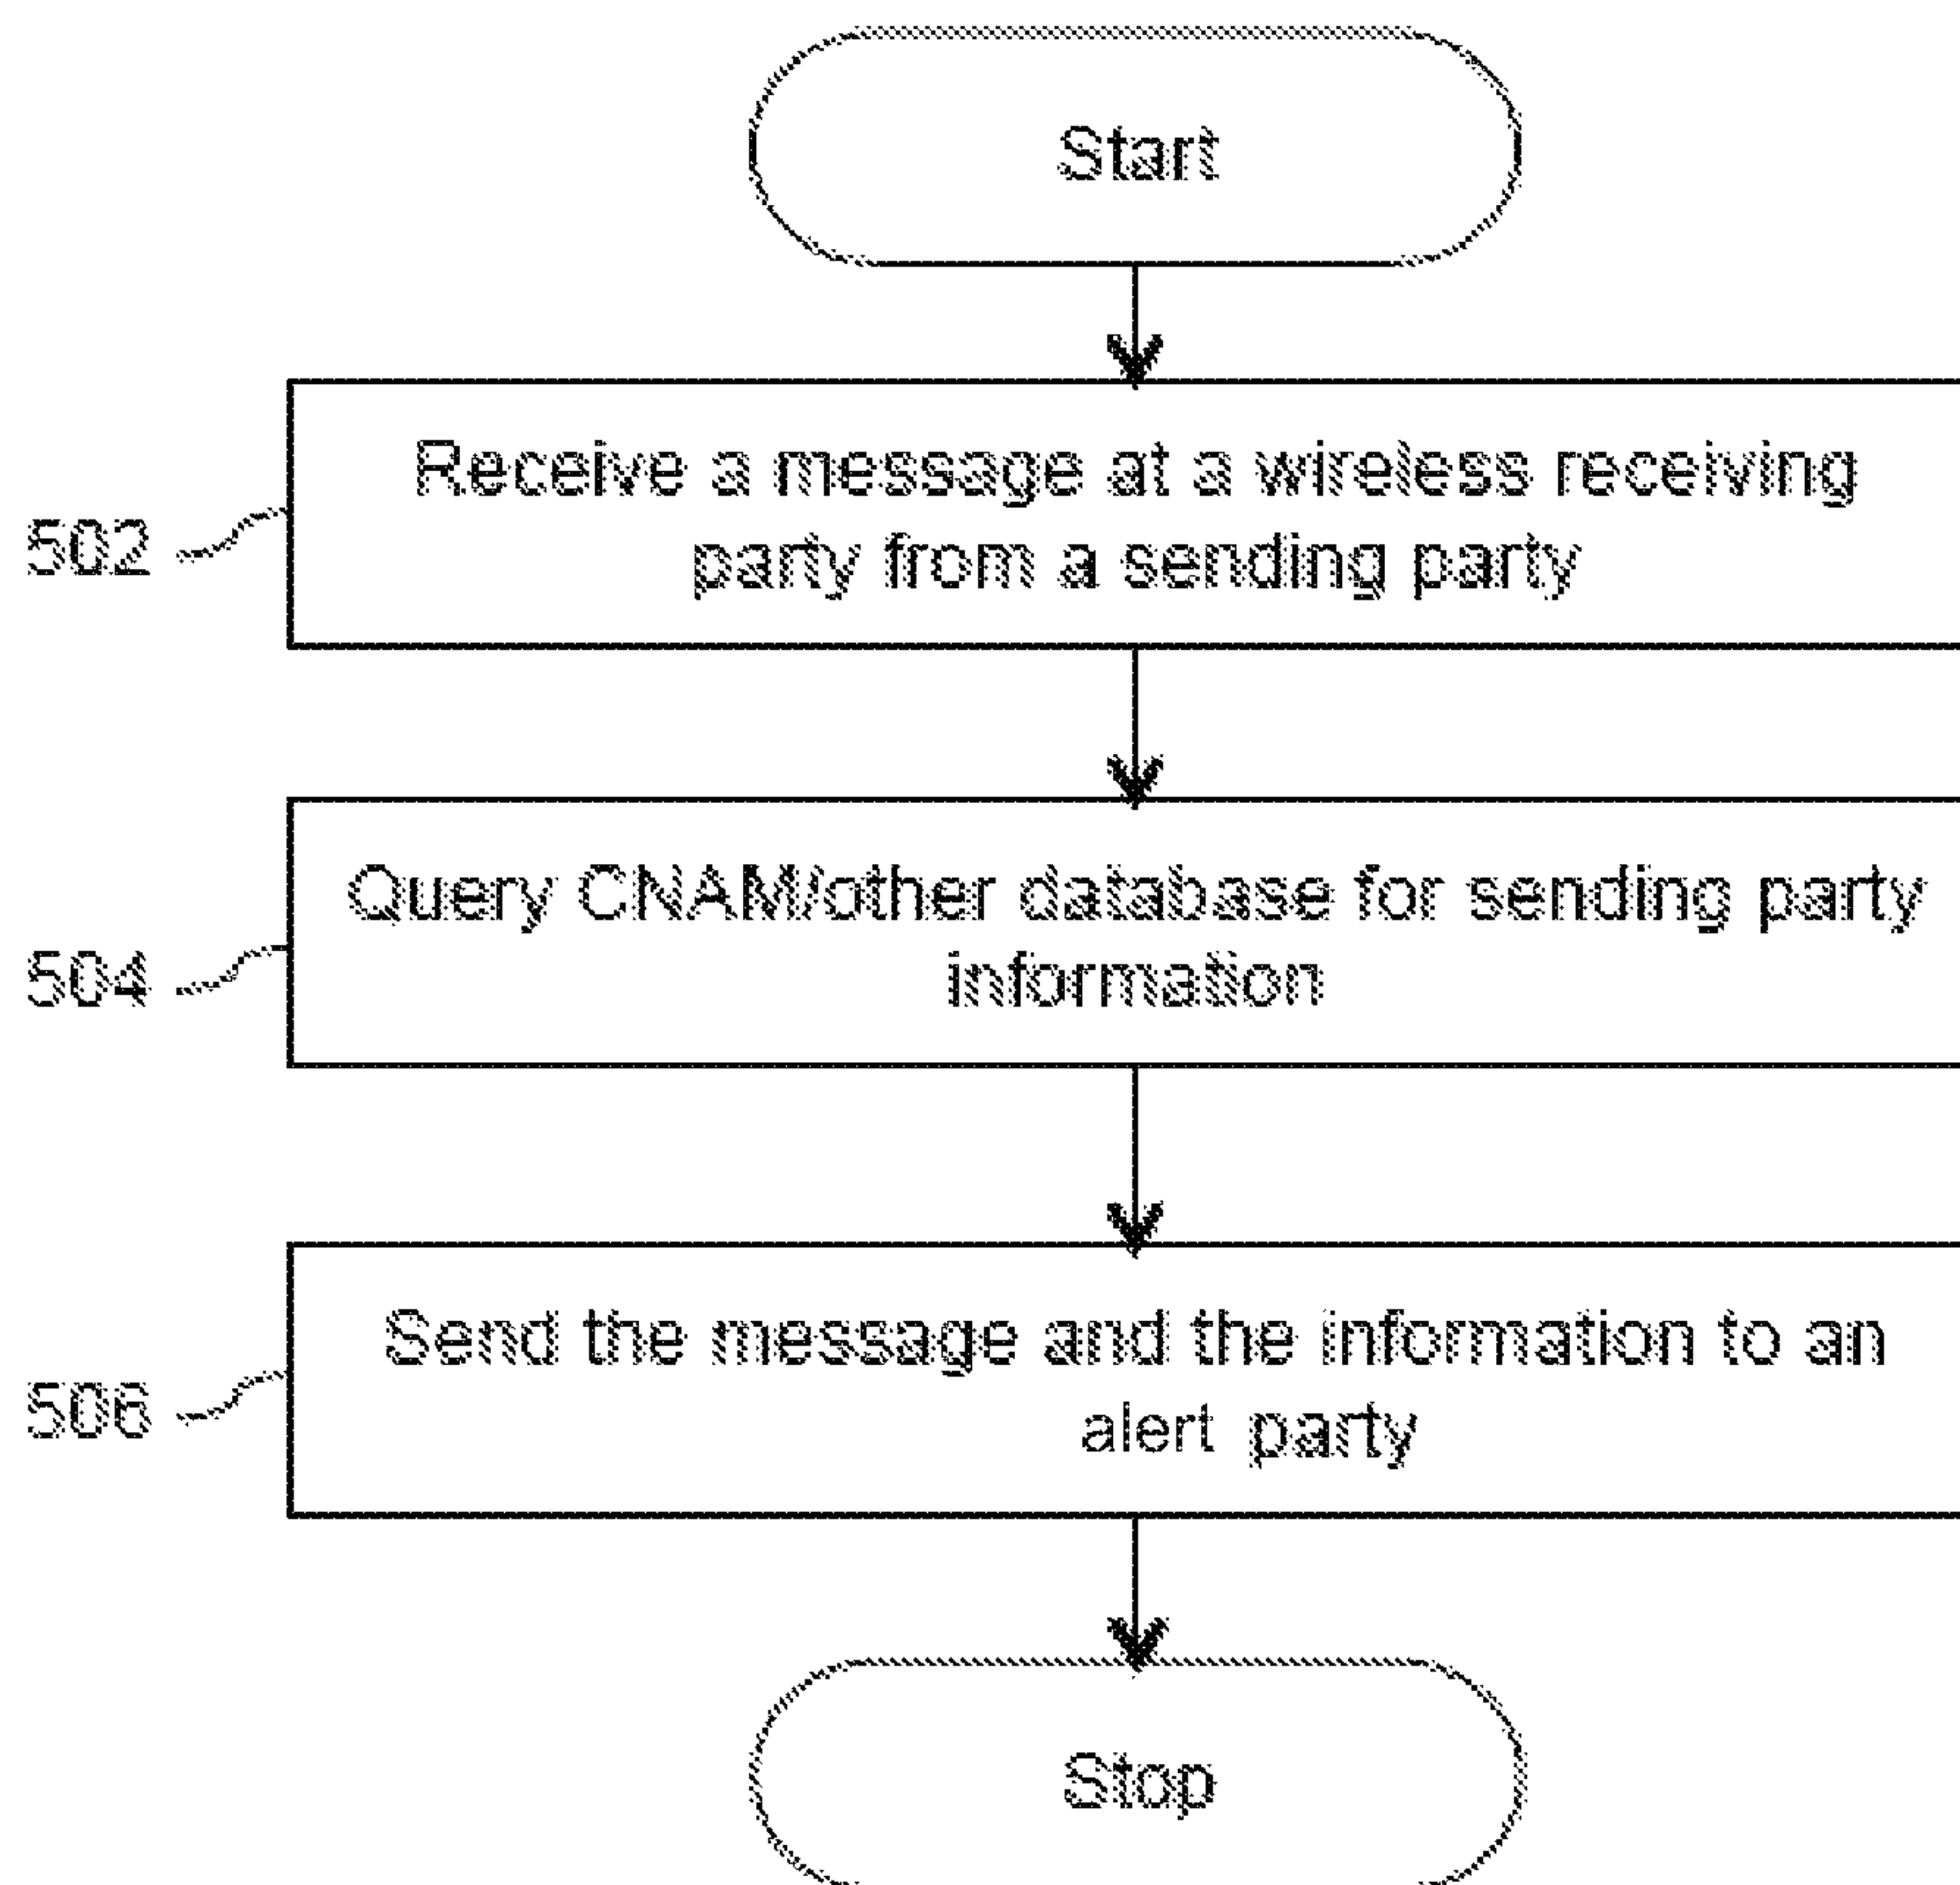 Start
Receive a message at a wireless receiving
party from a sending party
502
Query CNAM/other database for sending party
information
504
Send the message and the information to an
alert party
506
Stop